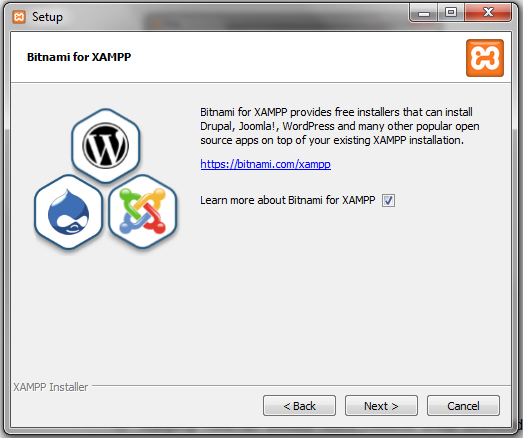 Setup
Bitnami for XAMPP
Bitnami for XAMPP provides free installers that can install
Drupal, Joomla!, WordPress and many other popular open
source apps on top of your existing XAMPP installation.
https://bitnami.com/xampp
Learn more about Bitnami for XAMPP
XAMPP Installer
< Back
Next >
Cancel